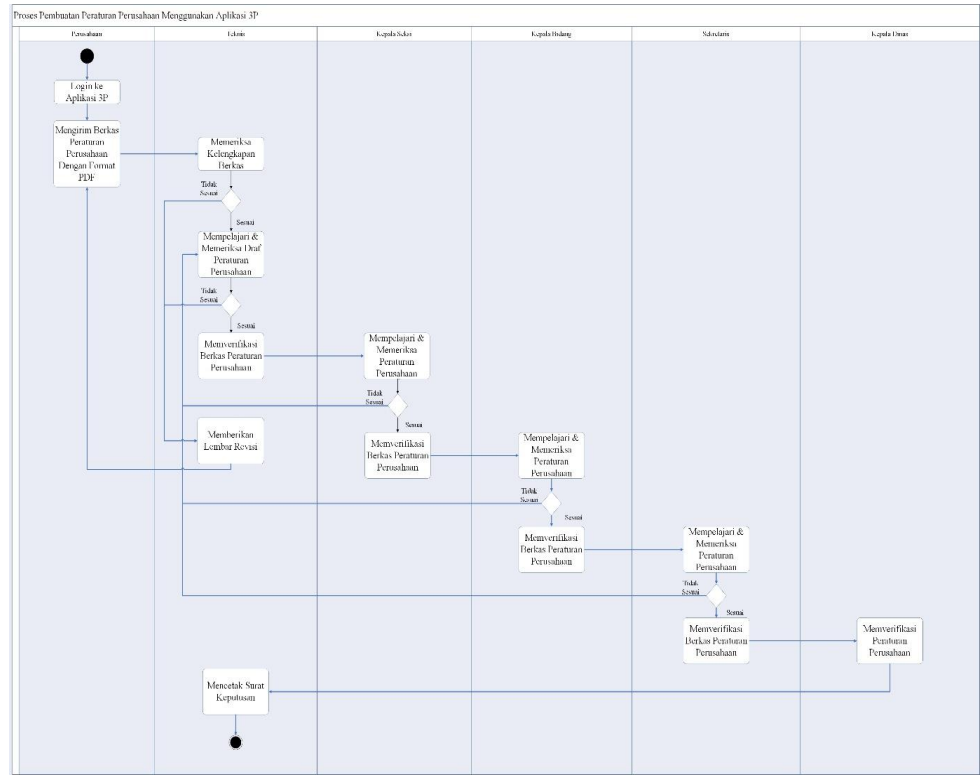 Proses Pembuatan Peraturan Perusahaan Menggunakan Aplikasi 3P
Perusahaan
Teknis
Kepala Seksi
Kepala Bidang
Sekretaris
Kepala Dinas
Login ke
Aplikasi 3P
Mengirim Berkas
Peraturan
Perusahaan
Dengan Format
PDF
Memeriksa
Kelengkapan
Berkas
Tidak
Sesuai
Sesuai
Mempelajari &
Memeriksa Draf
Peraturan
Perusahaan
Tidak
Sesuai
Sesuai
Memverifikasi
Berkas Peraturan
Perusahaan
Mempelajari &
Memeriksa
Peraturan
Perusahaan
Tidak
Sesuai
Sesuai
Memberikan
Lembar Revisi
Memverifikasi
Berkas Peraturan
Perusahaan
Mempelajari &
Memeriksa
Peraturan
Perusahaan
Tidak
Sesuai
Sesuai
Memverifikasi
Berkas Peraturan
Perusahaan
Mempelajari &
Memeriksa
Peraturan
Perusahaan
Tidak
Sesuai
Sesuai
Memverifikasi
Berkas Peraturan
Perusahaan
Memverifikasi
Peraturan
Perusahaan
Mencetak Surat
Keputusan